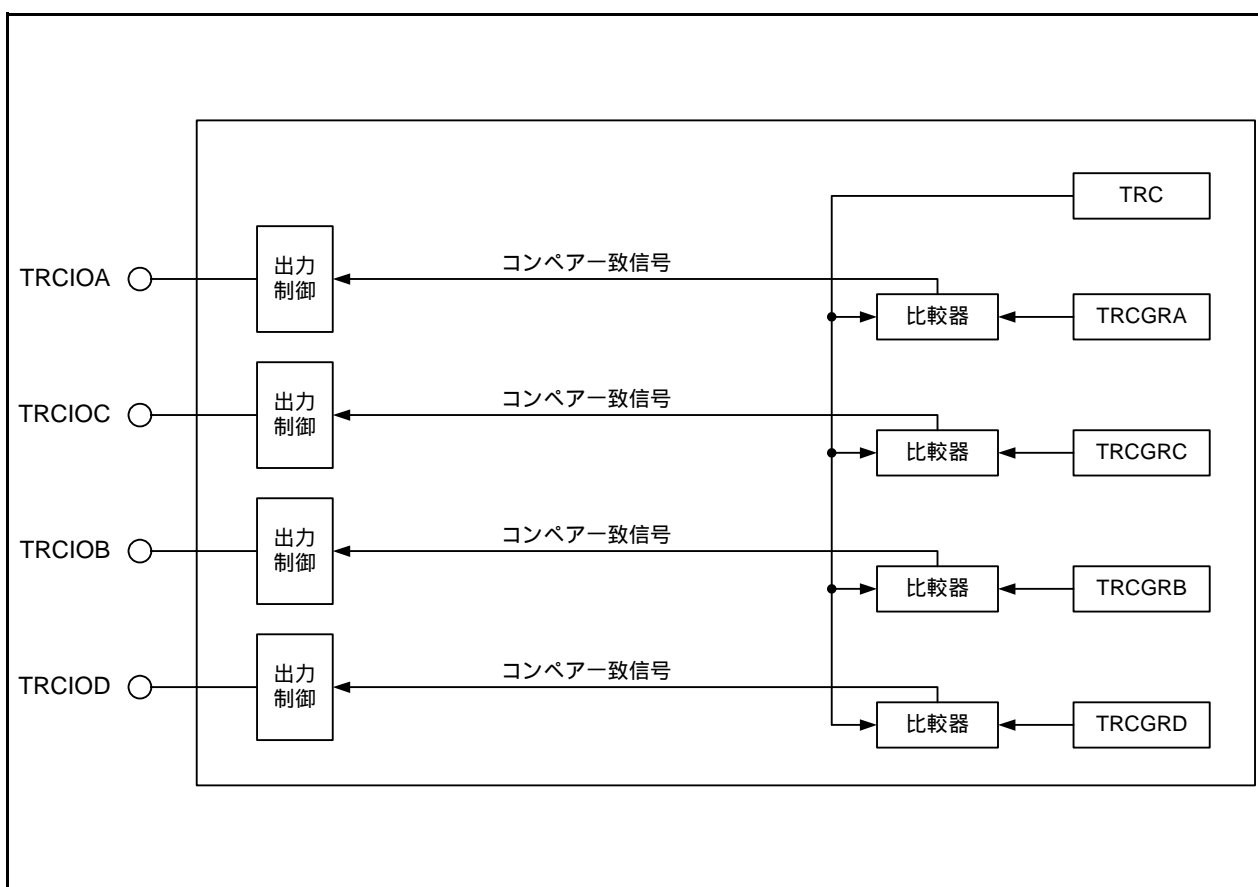 TRC
TRCIOA
出力
制御
コンペア一致信号
比較器
TRCGRA
TRCIOC
出力
制御
コンペア一致信号
比較器
TRCGRC
TRCIOB
出力
制御
コンペア一致信号
比較器
TRCGRB
TRCIOD
出力
制御
コンペア一致信号
比較器
TRCGRD